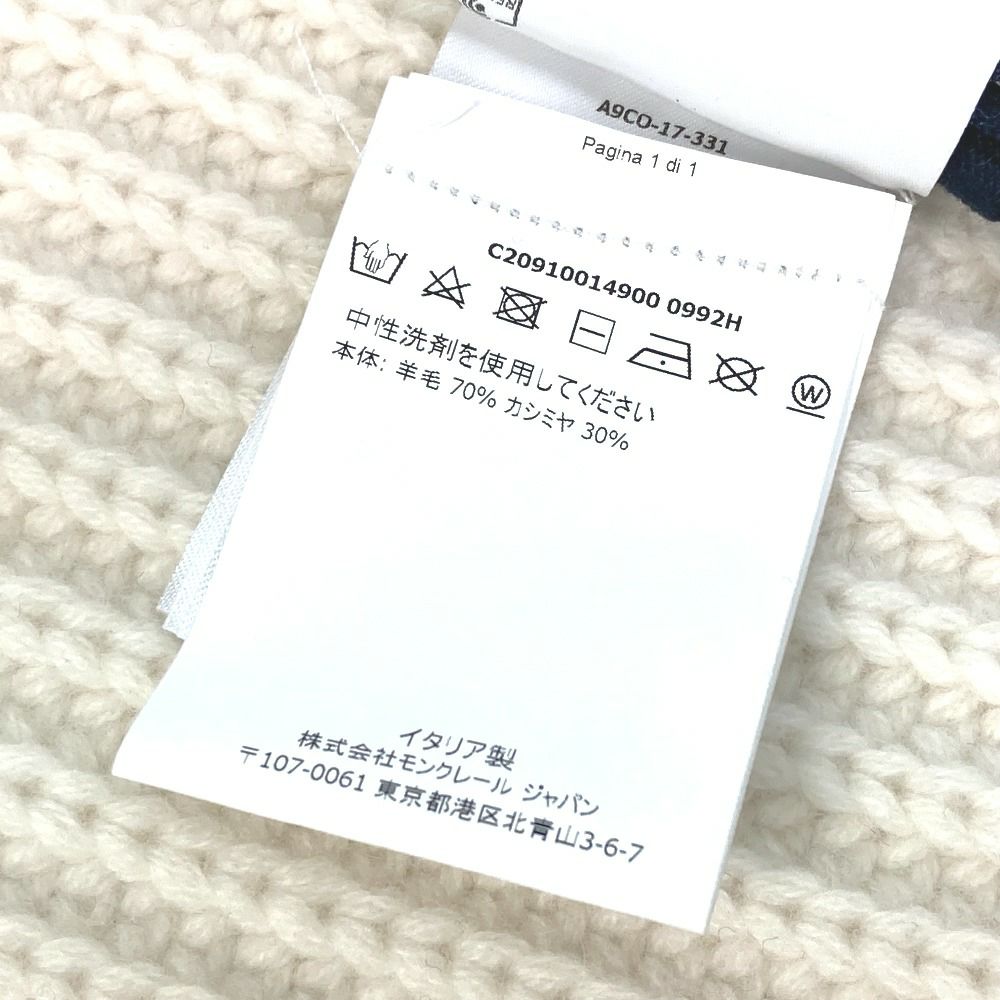 A9CO-17-331
Pagina 1 di 1
C20910014900 0992H
W
中性洗剤を使用してください
本体: 羊毛 70% カシミヤ 30%
イタリア製
株式会社モンクレール ジャパン
〒107-0061 東京都港区北青山3-6-7